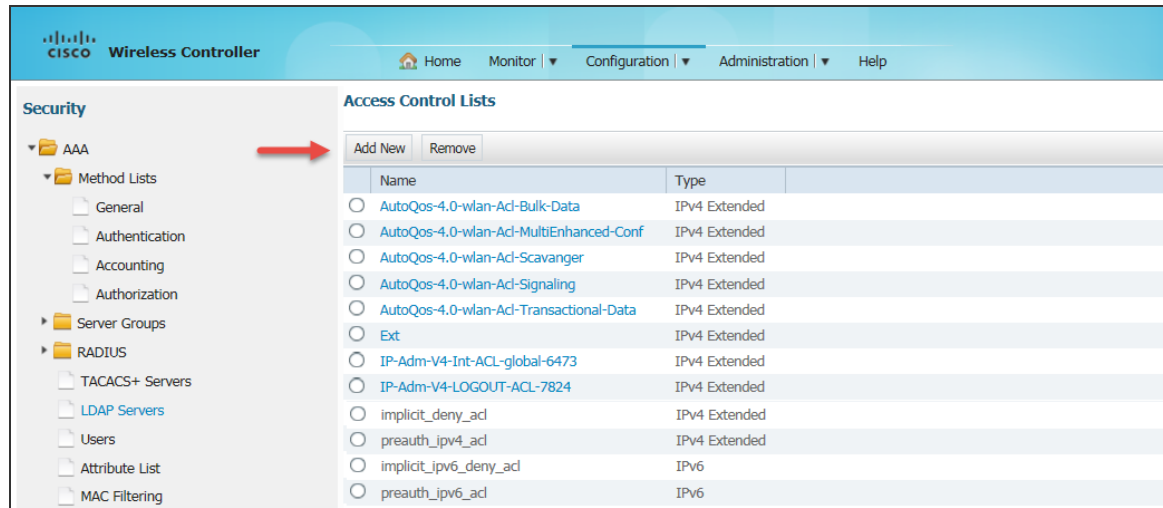 CISCO Wireless Controller
Home Monitor Configuration Administration Help
Security
AAA
Method Lists
General
Authentication
Accounting
Authorization
Server Groups
RADIUS
TACACS+ Servers
LDAP Servers
Users
Attribute List
MAC Filtering
Access Control Lists
Add New Remove
Name Type
AutoQos-4.0-wlan-Acl-Bulk-Data IPv4 Extended
AutoQos-4.0-wlan-Acl-MultiEnhanced-Conf IPv4 Extended
AutoQos-4.0-wlan-Acl-Scavanger IPv4 Extended
AutoQos-4.0-wlan-Acl-Signaling IPv4 Extended
AutoQos-4.0-wlan-Acl-Transactional-Data IPv4 Extended
Ext IPv4 Extended
IP-Adm-V4-Int-ACL-global-6473 IPv4 Extended
IP-Adm-V4-LOGOUT-ACL-7824 IPv4 Extended
implicit_deny_acl IPv4 Extended
preauth_ipv4_acl IPv4 Extended
implicit_ipv6_deny_acl IPv6
preauth_ipv6_acl IPv6